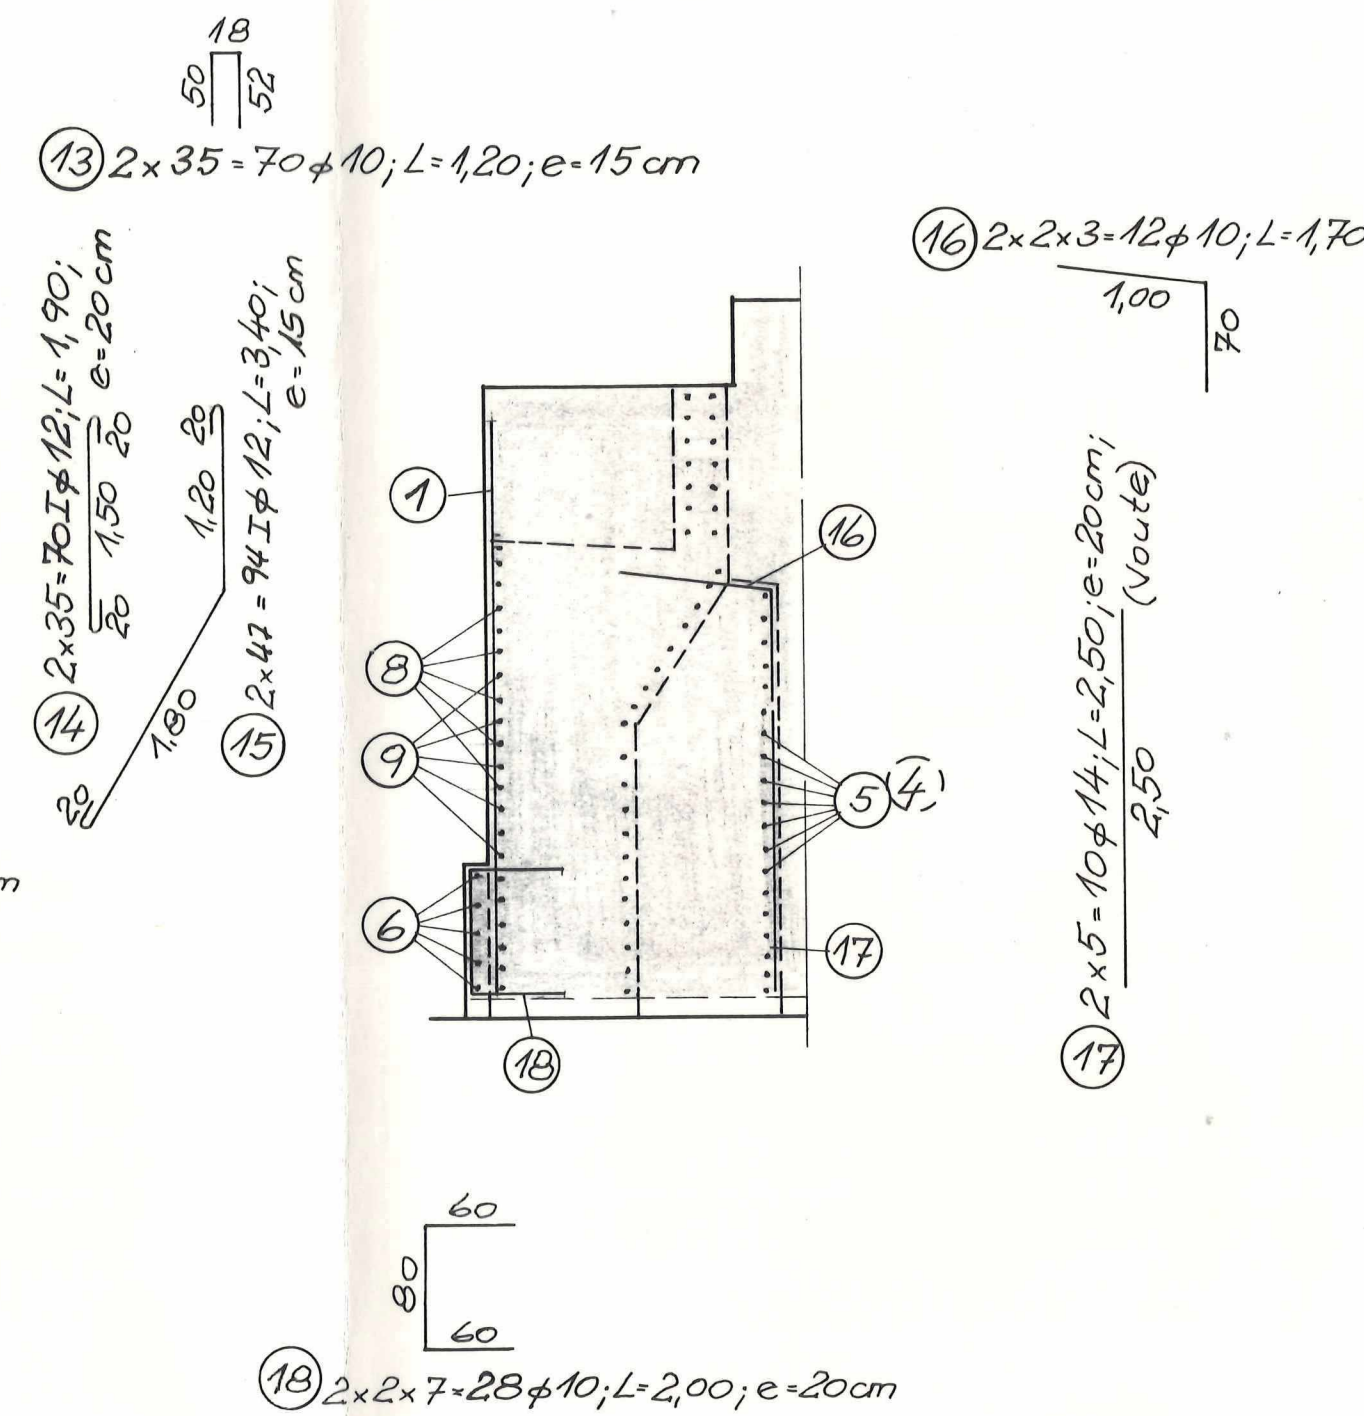 18
50
52
13 2×35=70ϕ10; L=1,20; e=15cm
16 2×2×3=12ϕ10; L=1,70
1,00
70
14 2×35=70Iϕ12; L=1,90;
e=20cm
20 1,50 20
1,20 20
1,80
20
15 2×47=94Iϕ12; L=3,40;
e=15cm
1
16
8
9
5 (4)
6
17
18
17 2×5=10ϕ14; L=2,50; e=20cm;
(voute)
2,50
m
60
80
60
18 2×2×7=28ϕ10; L=2,00; e=20cm